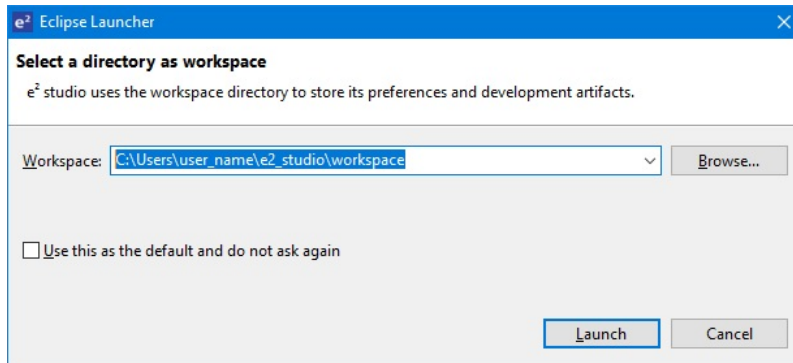 e² Eclipse Launcher
Select a directory as workspace
e² studio uses the workspace directory to store its preferences and development artifacts.
Workspace: C:\Users\user_name\e2_studio\workspace Browse...
Use this as the default and do not ask again
Launch Cancel